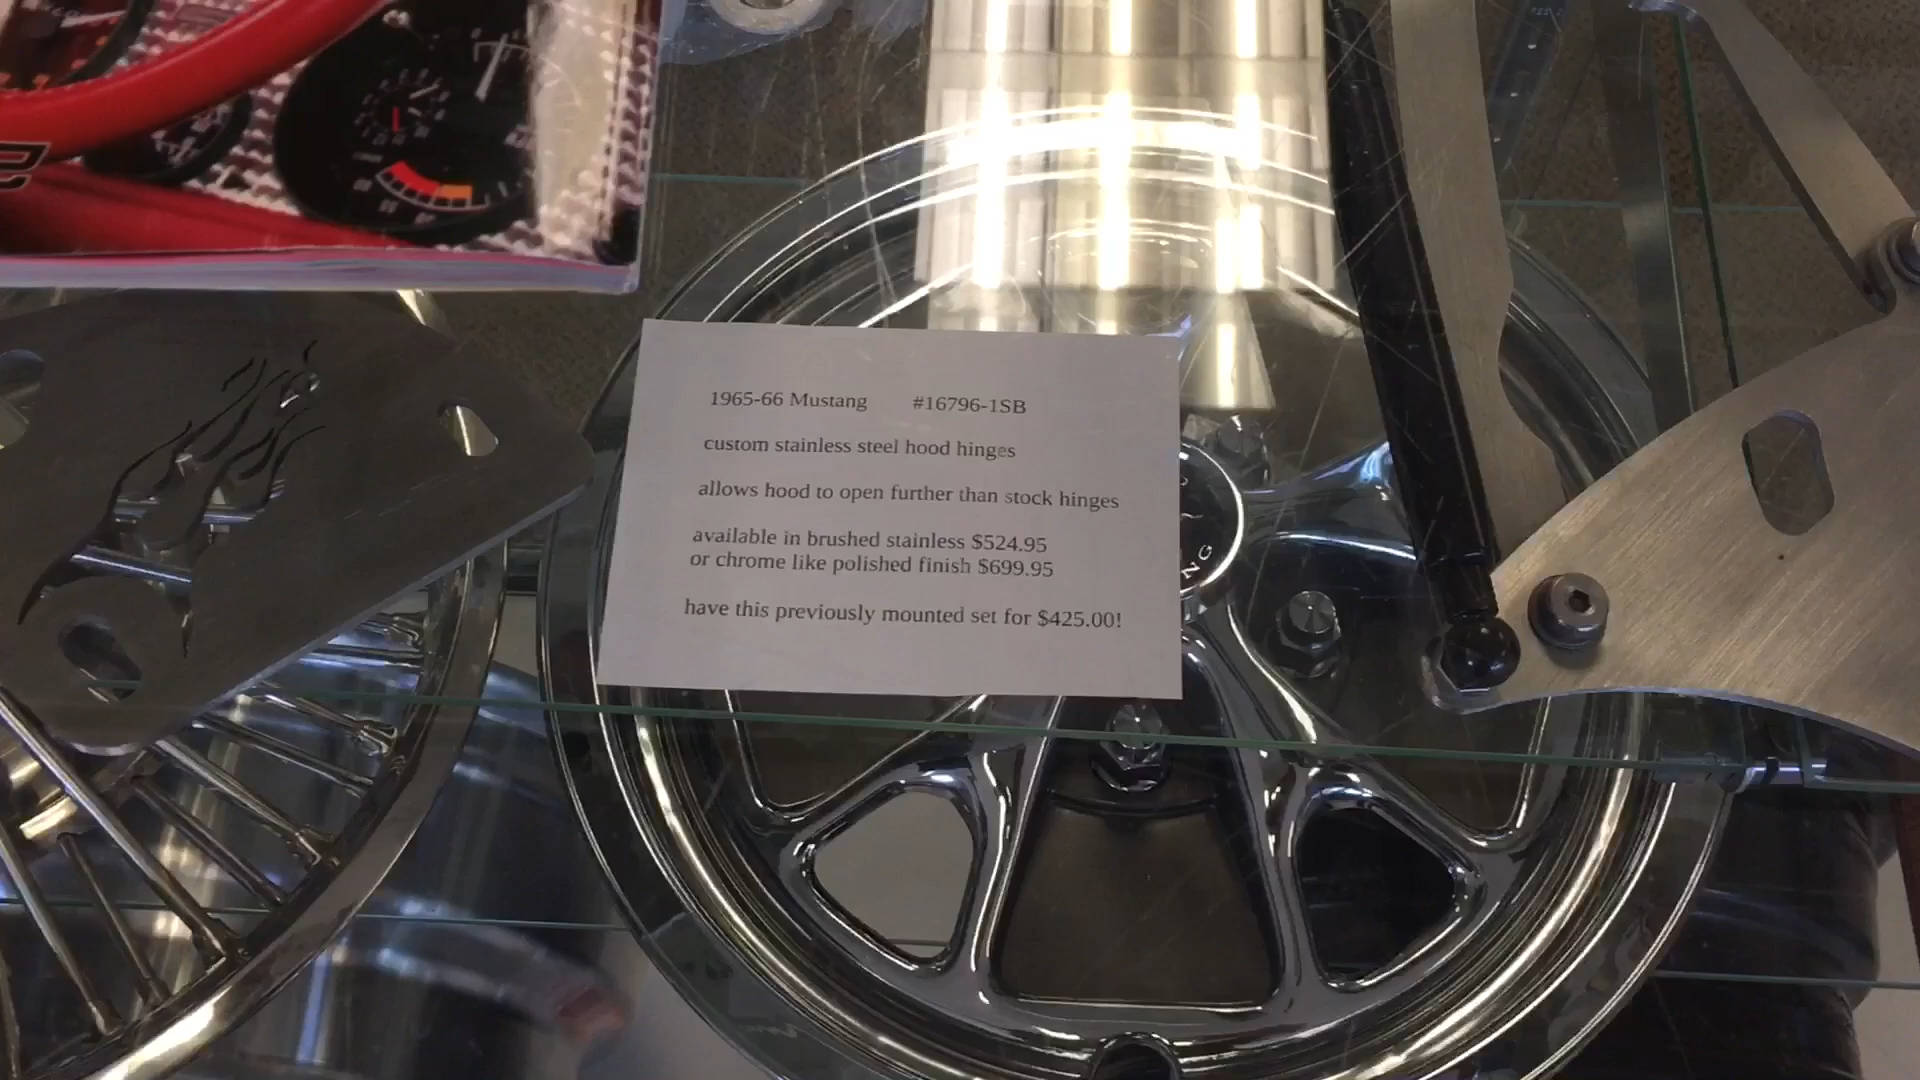 1965-66 Mustang #16796-1SB
custom stainless steel hood hinges
allows hood to open further than stock hinges
available in brushed stainless $524.95
or chrome like polished finish $699.95
have this previously mounted set for $425.00!